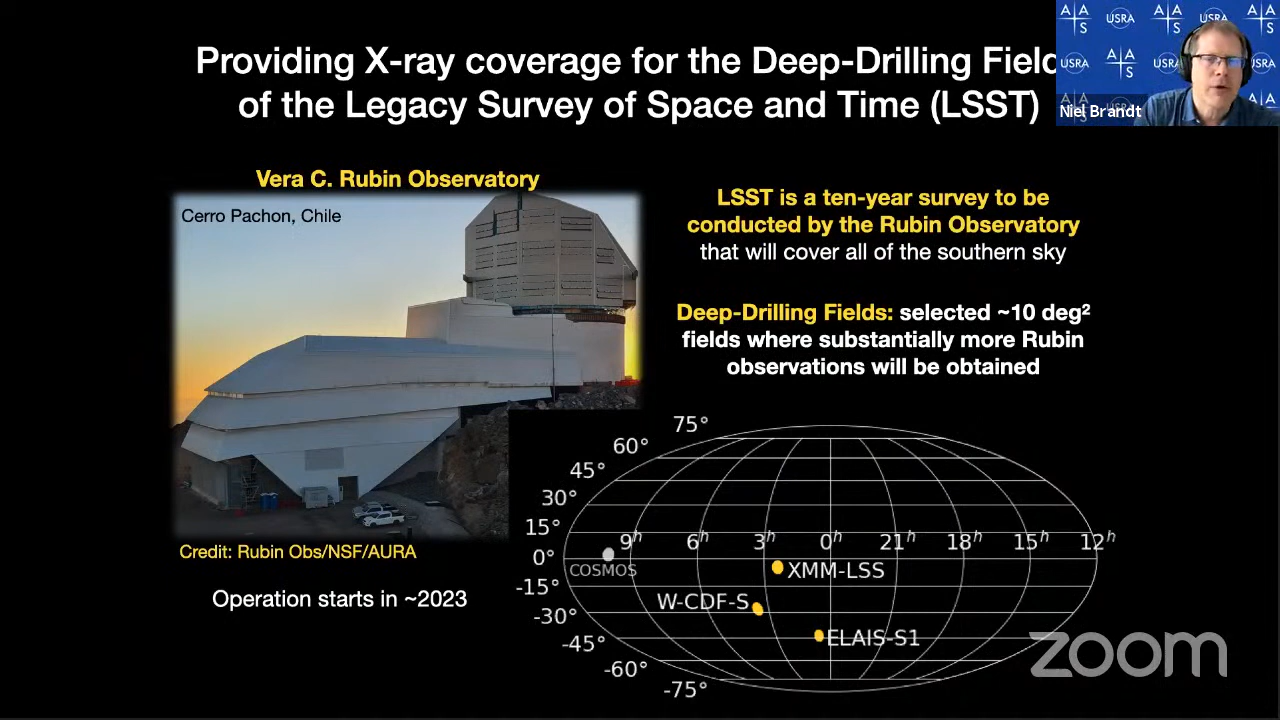 Providing X-ray coverage for the Deep-Drilling Field
of the Legacy Survey of Space and Time (LSST)
A A S
USRA
A A S
USRA
A A S
USRA
A A S
USRA
USRA
A A
USRA
A A
Niel Brandt
Vera C. Rubin Observatory
Cerro Pachon, Chile
Credit: Rubin Obs/NSF/AURA
Operation starts in ~2023
LSST is a ten-year survey to be
conducted by the Rubin Observatory
that will cover all of the southern sky
Deep-Drilling Fields: selected ~10 deg²
fields where substantially more Rubin
observations will be obtained
75°
60°
45°
30°
15°
0°
-15°
-30°
-45°
-60°
-75°
9h 6h 3h 0h 21h 18h 15h 12h
COSMOS
XMM-LSS
W-CDF-S
ELAIS-S1
zoom